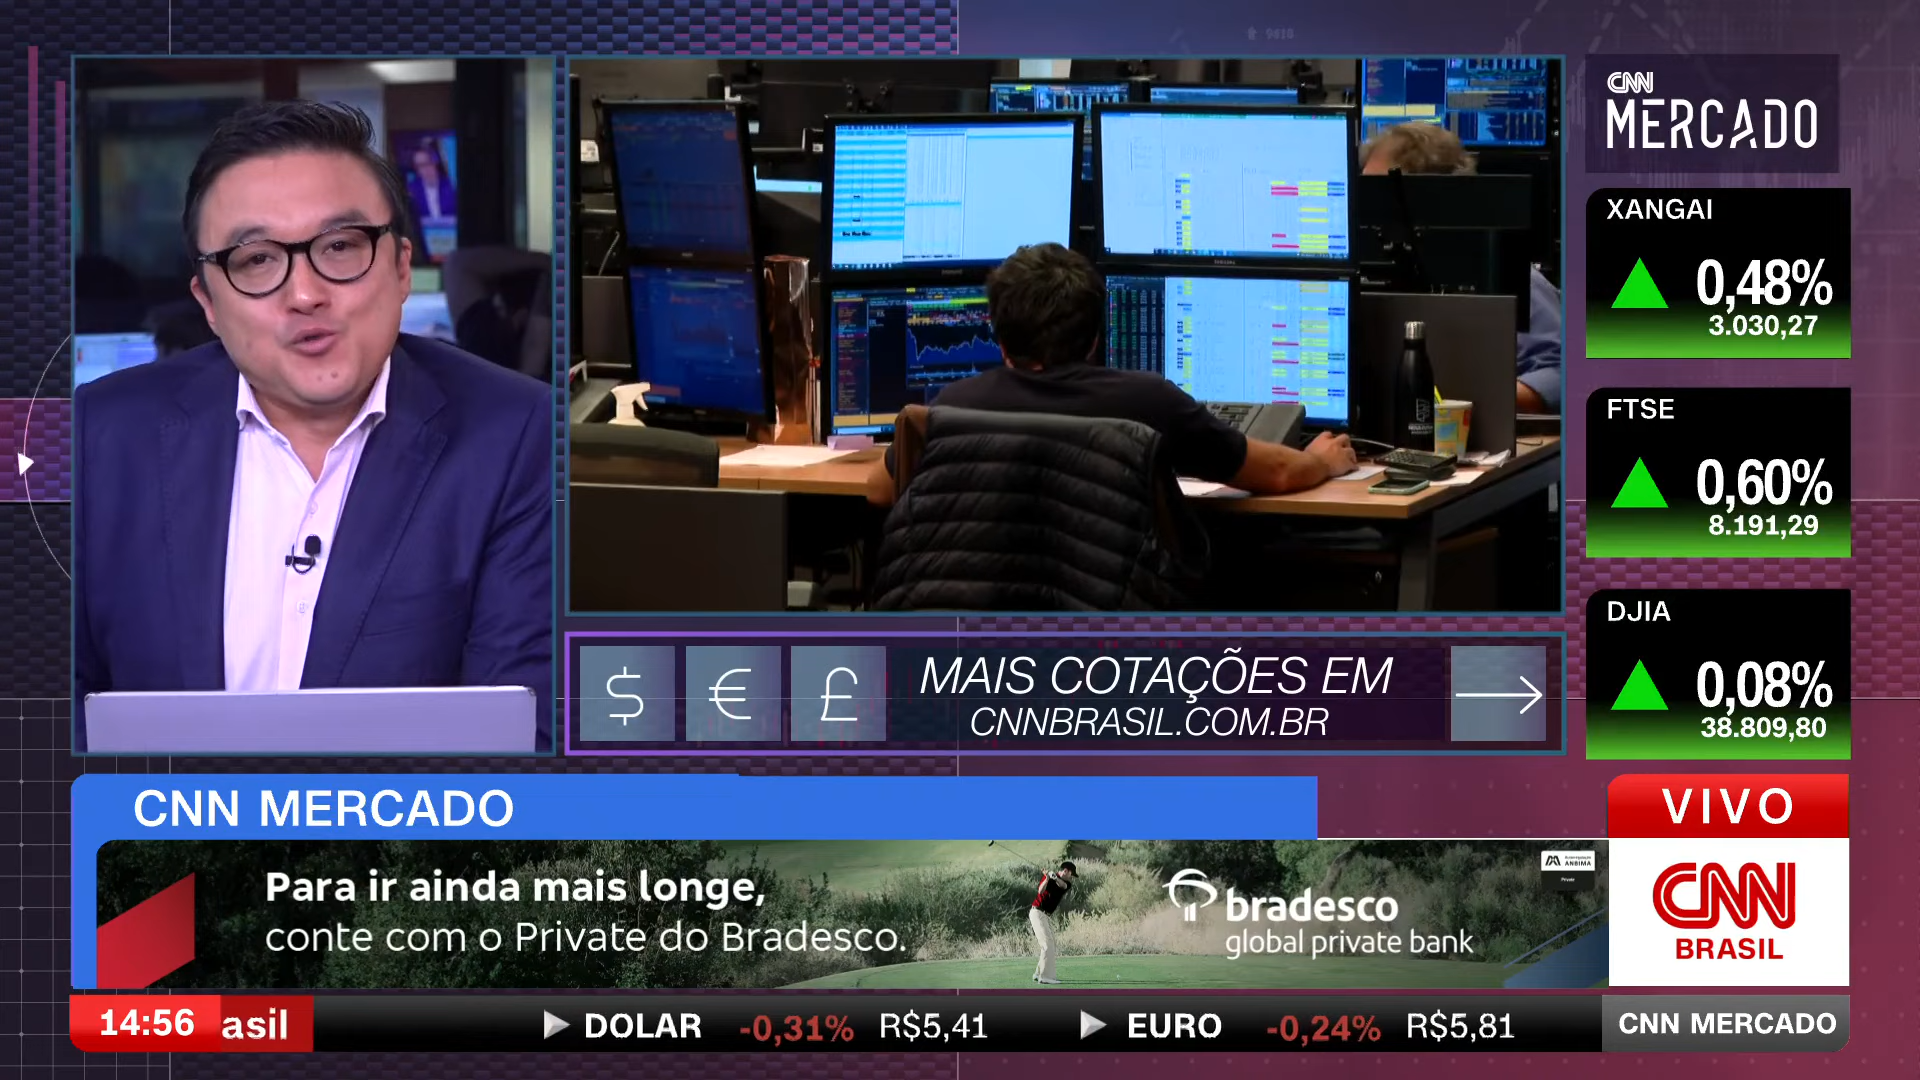 9610
CNN
MERCADO
XANGAI
0,48%
3.030,27
FTSE
0,60%
8.191,29
DJIA
0,08%
38.809,80
$ € £
MAIS COTAÇÕES EM
CNNBRASIL.COM.BR
CNN MERCADO
Para ir ainda mais longe,
conte com o Private do Bradesco.
bradesco
global private bank
ANBIMA
Private
VIVO
CNN
BRASIL
14:56 asil DOLAR -0,31% R$5,41 EURO -0,24% R$5,81 CNN MERCADO